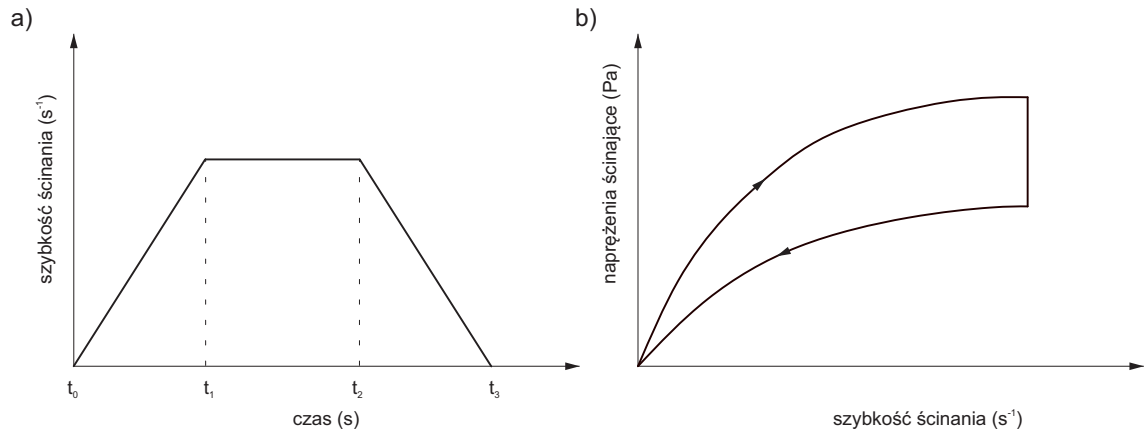 a)
szybkość ścinania (s⁻¹)
t₀ t₁ t₂ t₃
czas (s)
b)
naprężenia ścinające (Pa)
szybkość ścinania (s⁻¹)